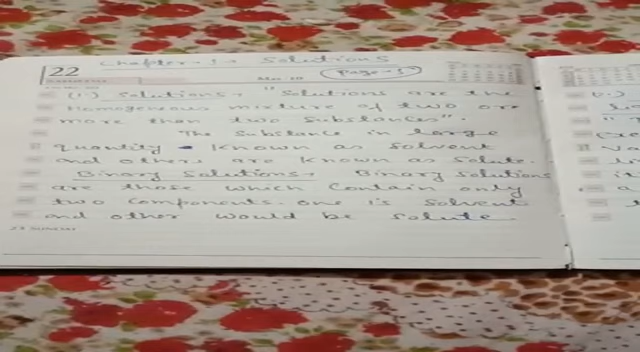 22 Chapter - 1 → Solutions
Page - 1
(1.) Solutions → "Solutions are the
homogeneous mixture of two or
more than two Substances".
The Substance in large
quantity - known as solvent
and others are known as Solute.
Binary Solutions → Binary Solutions
are those which contain only
two components. one is Solvent
and other would be Solute.